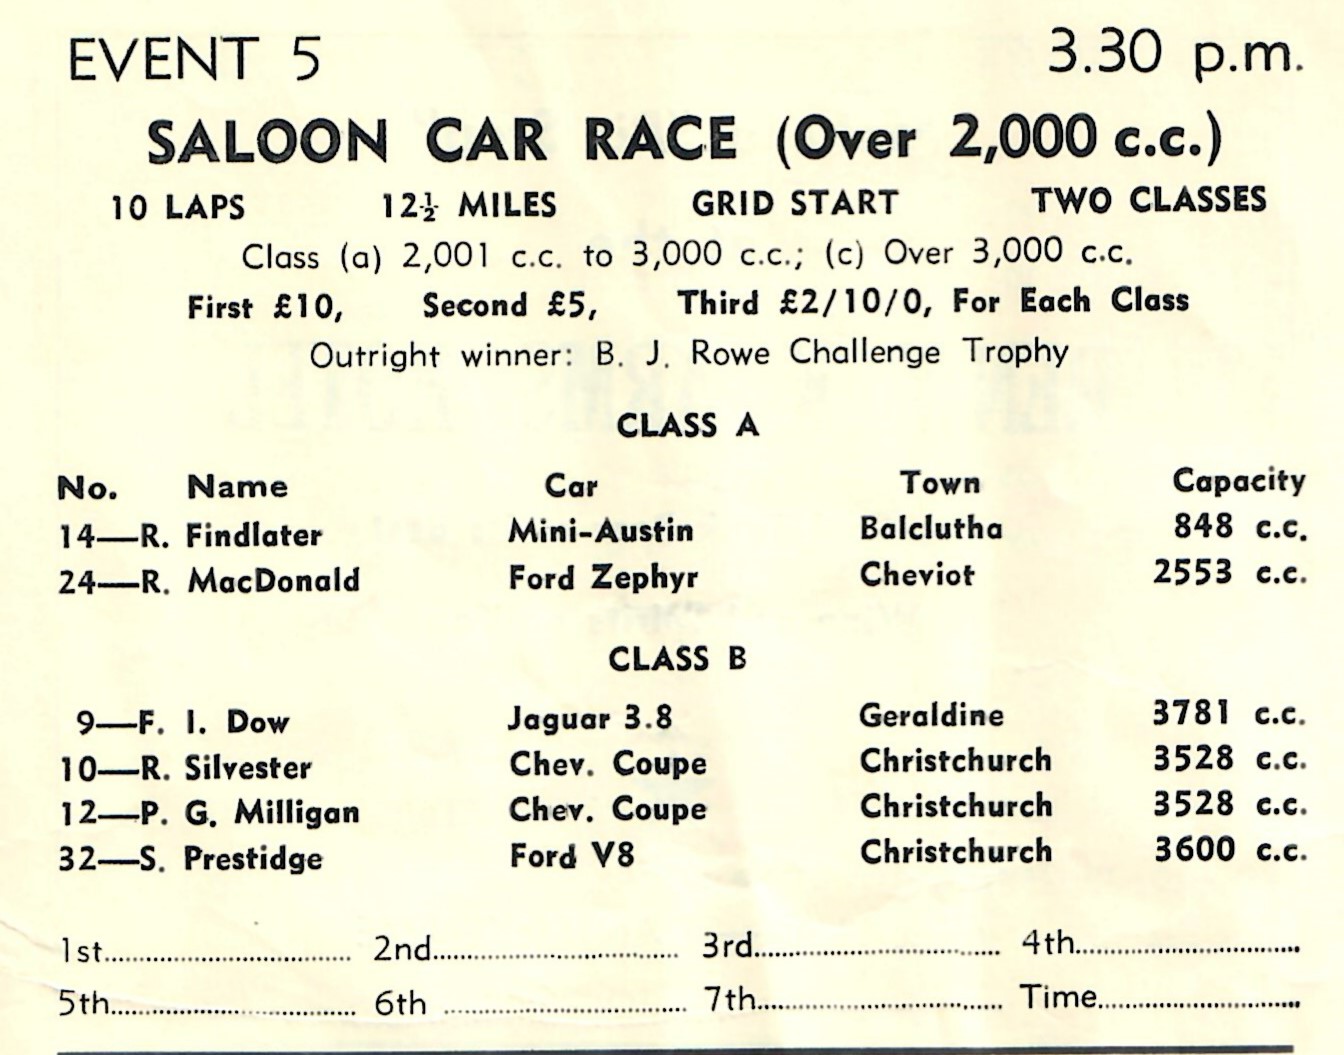 EVENT 5 3.30 p.m.
SALOON CAR RACE (Over 2,000 c.c.)
10 LAPS 12½ MILES GRID START TWO CLASSES
Class (a) 2,001 c.c. to 3,000 c.c.; (c) Over 3,000 c.c.
First £10, Second £5, Third £2/10/0, For Each Class
Outright winner: B. J. Rowe Challenge Trophy
CLASS A
No. Name Car Town Capacity
14—R. Findlater Mini-Austin Balclutha 848 c.c.
24—R. MacDonald Ford Zephyr Cheviot 2553 c.c.
CLASS B
9—F. I. Dow Jaguar 3.8 Geraldine 3781 c.c.
10—R. Silvester Chev. Coupe Christchurch 3528 c.c.
12—P. G. Milligan Chev. Coupe Christchurch 3528 c.c.
32—S. Prestidge Ford V8 Christchurch 3600 c.c.
1st.............................. 2nd.............................. 3rd.............................. 4th..............................
5th.............................. 6th .............................. 7th.............................. Time..............................